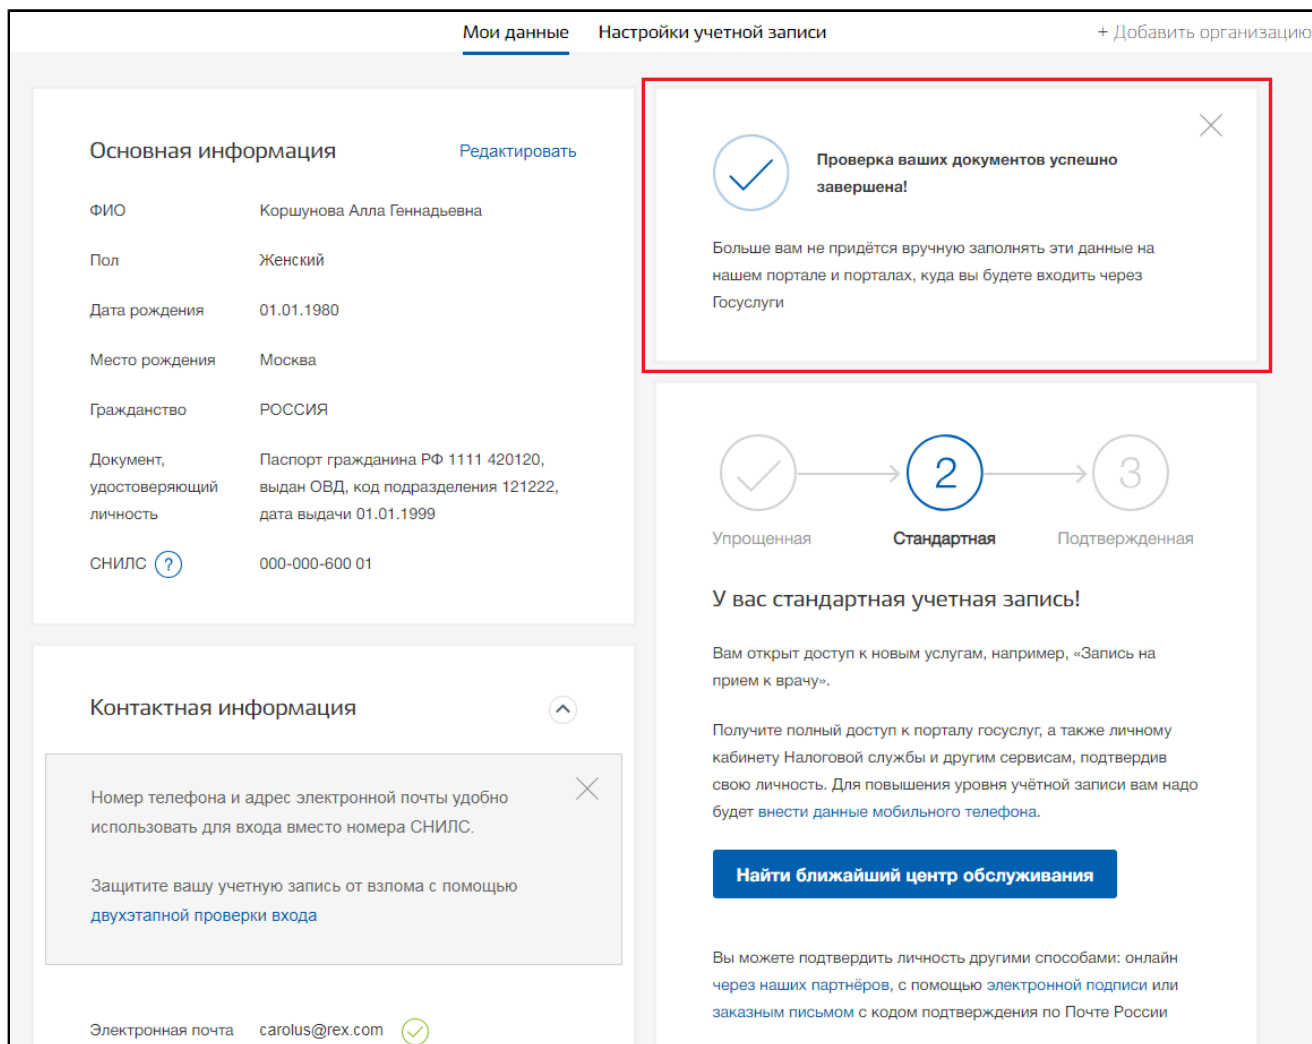 Мои данные
Настройки учетной записи
+ Добавить организацию
Основная информация
Редактировать
ФИО
Коршунова Алла Геннадьевна
Пол
Женский
Дата рождения
01.01.1980
Место рождения
Москва
Гражданство
РОССИЯ
Документ,
удостоверяющий
личность
Паспорт гражданина РФ 1111 420120,
выдан ОВД, код подразделения 121222,
дата выдачи 01.01.1999
СНИЛС ?
000-000-600 01
Контактная информация
Номер телефона и адрес электронной почты удобно
использовать для входа вместо номера СНИЛС.
Защитите вашу учетную запись от взлома с помощью
двухэтапной проверки входа
Электронная почта
carolus@rex.com
Проверка ваших документов успешно
завершена!
Больше вам не придётся вручную заполнять эти данные на
нашем портале и порталах, куда вы будете входить через
Госуслуги
2
3
Упрощенная
Стандартная
Подтвержденная
У вас стандартная учетная запись!
Вам открыт доступ к новым услугам, например, «Запись на
прием к врачу».
Получите полный доступ к порталу госуслуг, а также личному
кабинету Налоговой службы и другим сервисам, подтвердив
свою личность. Для повышения уровня учётной записи вам надо
будет внести данные мобильного телефона.
Найти ближайший центр обслуживания
Вы можете подтвердить личность другими способами: онлайн
через наших партнёров, с помощью электронной подписи или
заказным письмом с кодом подтверждения по Почте России